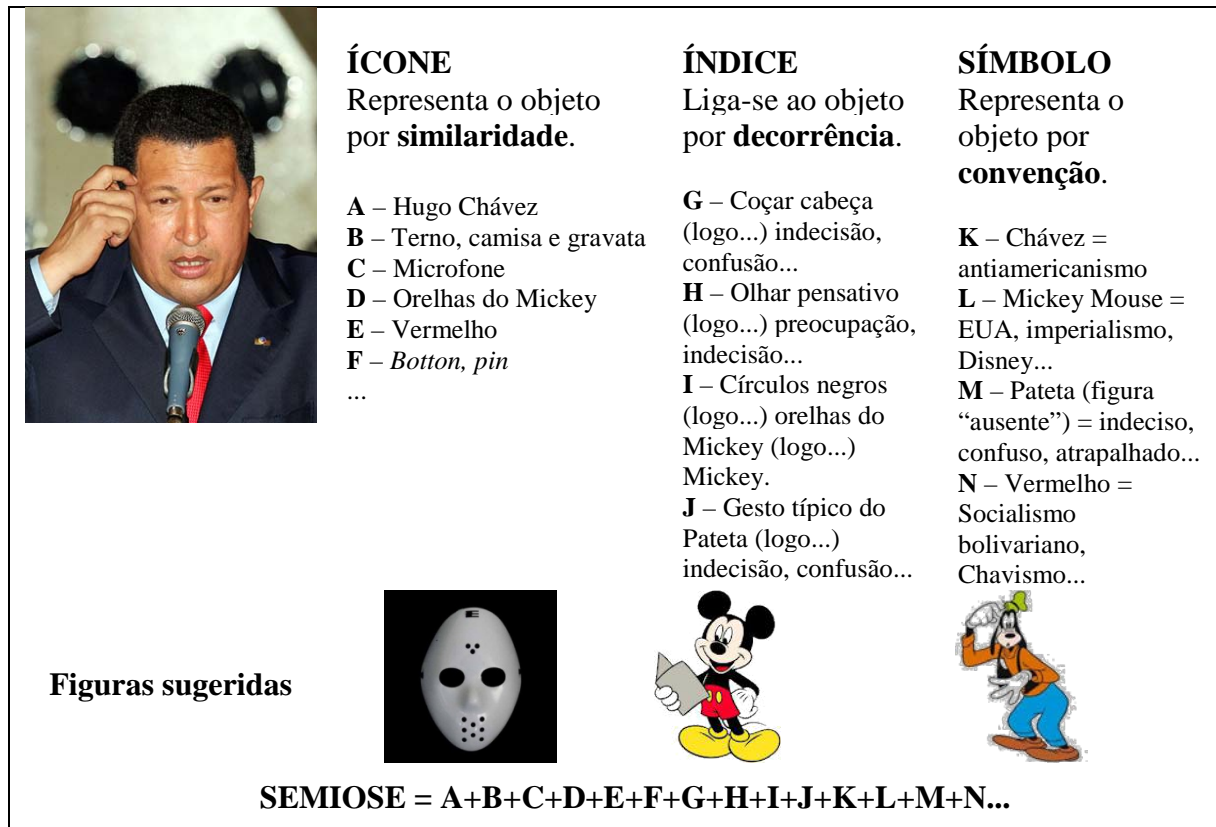 ÍCONE
Representa o objeto
por similaridade.
A – Hugo Chávez
B – Terno, camisa e gravata
C – Microfone
D – Orelhas do Mickey
E – Vermelho
F – Botton, pin
...
ÍNDICE
Liga-se ao objeto
por decorrência.
G – Coçar cabeça
(logo...) indecisão,
confusão...
H – Olhar pensativo
(logo...) preocupação,
indecisão...
I – Círculos negros
(logo...) orelhas do
Mickey (logo...)
Mickey.
J – Gesto típico do
Pateta (logo...)
indecisão, confusão...
SÍMBOLO
Representa o
objeto por
convenção.
K – Chávez =
antiamericanismo
L – Mickey Mouse =
EUA, imperialismo,
Disney...
M – Pateta (figura
“ausente”) = indeciso,
confuso, atrapalhado...
N – Vermelho =
Socialismo
bolivariano,
Chavismo...
Figuras sugeridas
SEMIOSE = A+B+C+D+E+F+G+H+I+J+K+L+M+N...